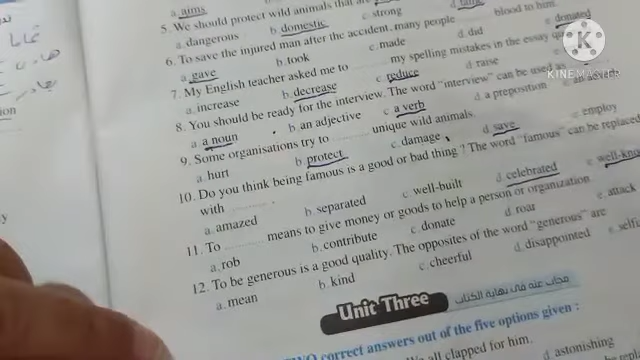 a. aims
5. We should protect wild animals that are
a. dangerous b. domestic c. strong d. tame
6. To save the injured man after the accident, many people blood to him.
a. gave b. took c. made d. did e. donated
7. My English teacher asked me to .......... my spelling mistakes in the essay
a. increase b. decrease c. reduce d. raise
8. You should be ready for the interview. The word "interview" can be used as
a. a noun b. an adjective c. a verb d. a preposition
9. Some organisations try to .......... unique wild animals.
a. hurt b. protect c. damage d. save e. employ
10. Do you think being famous is a good or bad thing? The word "famous" can be replaced
with ..........
a. amazed b. separated c. well-built d. celebrated e. well-kno
11. To .......... means to give money or goods to help a person or organization
a. rob b. contribute c. donate d. roar e. attack
12. To be generous is a good quality. The opposites of the word "generous" are
a. mean b. kind c. cheerful d. disappointed e. selfi
Unit Three مجاب عنه فى نهاية الكتاب
TWO correct answers out of the five options given :
all clapped for him.
d. astonishing
KINEMASTER